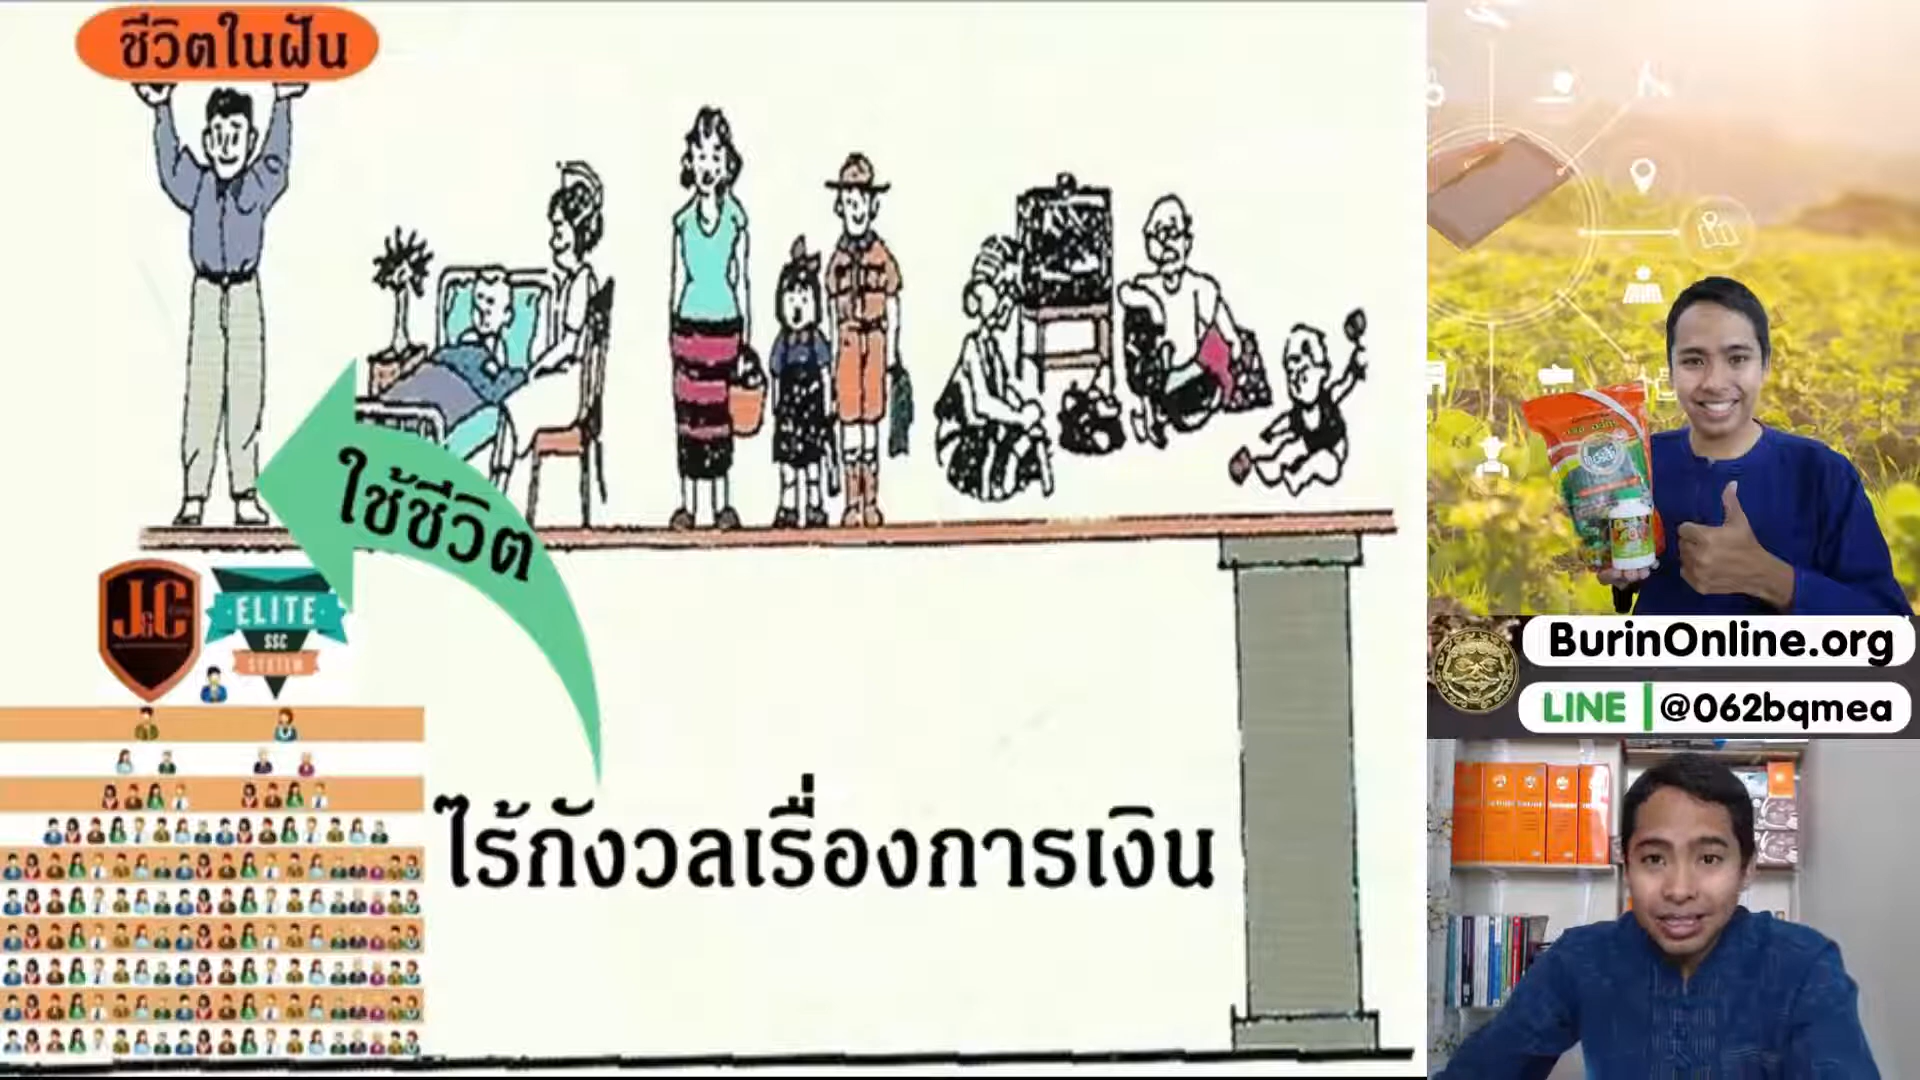 ชีวิตในฝัน
ใช้ชีวิต
J&C
ELITE
SSC
SYSTEM
ไร้กังวลเรื่องการเงิน
BurinOnline.org
LINE @062bqmea